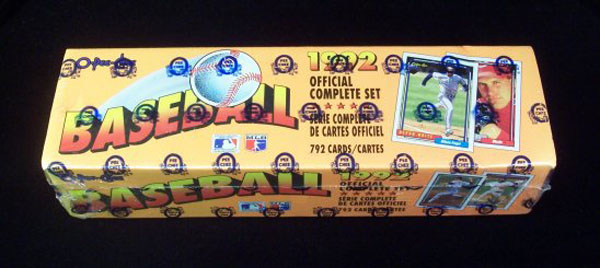 O-Pee-Chee
BASEBALL
1992
OFFICIAL
COMPLETE SET
SÉRIE COMPLÈTE
DE CARTES OFFICIEL
792 CARDS/CARTES
BASEBALL
1992
OFFICIAL
COMPLETE SET
SÉRIE COMPLÈTE
DE CARTES OFFICIEL
792 CARDS/CARTES